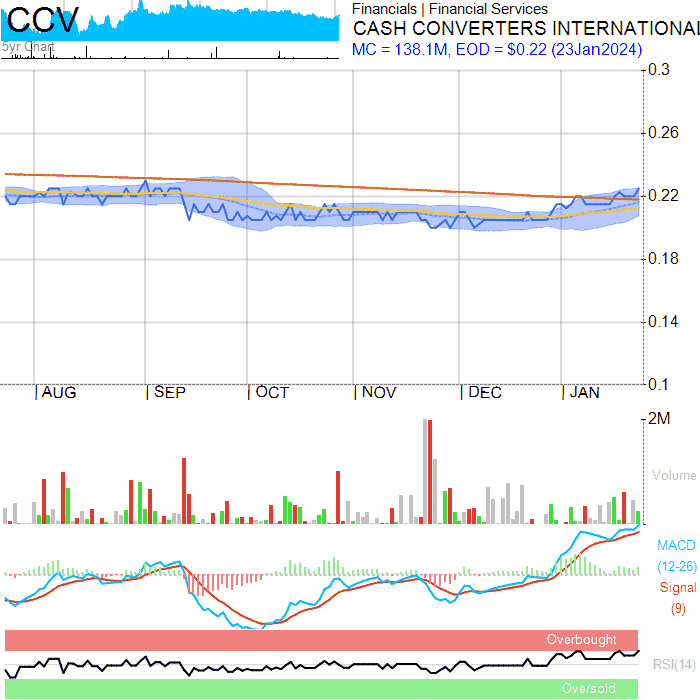 CCV
5yr Chart
Financials | Financial Services
CASH CONVERTERS INTERNATIONAL
MC = 138.1M, EOD = $0.22 (23Jan2024)
0.3
0.26
0.22
0.18
0.14
0.1
AUG SEP OCT NOV DEC JAN
2M
Volume
MACD
(12-26)
Signal
(9)
Overbought
RSI(14)
Oversold